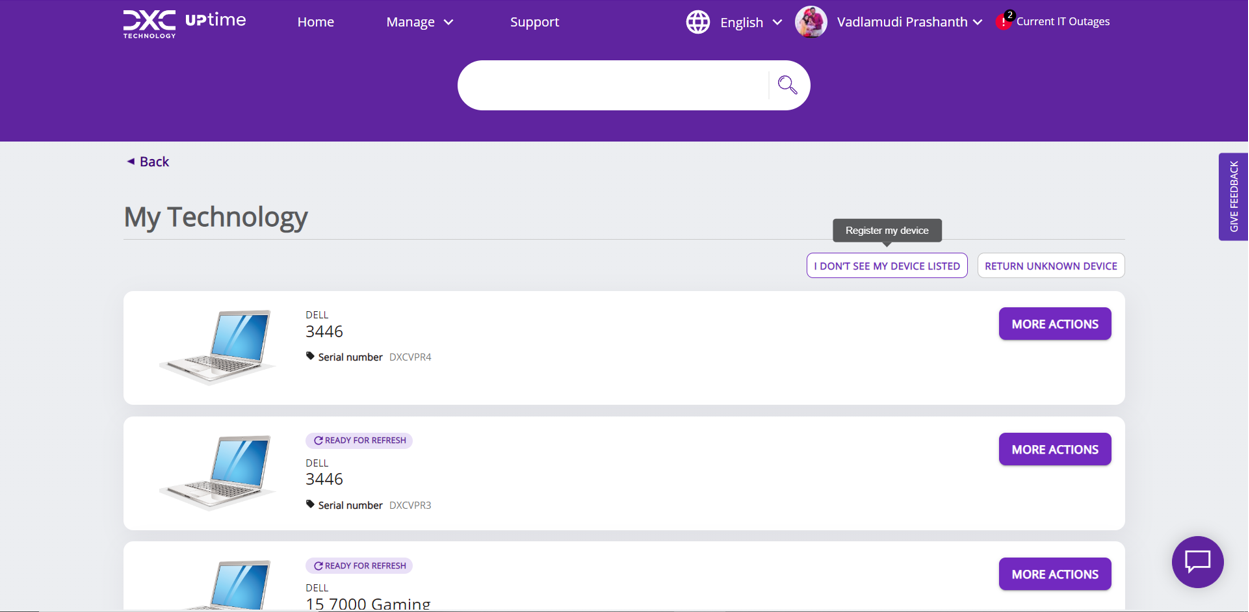 DXC TECHNOLOGY UPtime
Home
Manage
Support
English
Vadlamudi Prashanth
2
Current IT Outages
◄ Back
GIVE FEEDBACK
My Technology
Register my device
I DON'T SEE MY DEVICE LISTED
RETURN UNKNOWN DEVICE
DELL
3446
Serial number DXCVPR4
MORE ACTIONS
READY FOR REFRESH
DELL
3446
Serial number DXCVPR3
MORE ACTIONS
READY FOR REFRESH
DELL
15 7000 Gaming
MORE ACTIONS